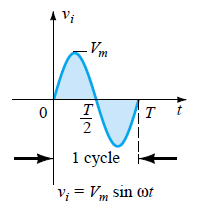 v_i
V_m
0 T/2 T t
1 cycle
v_i = V_m sin ωt